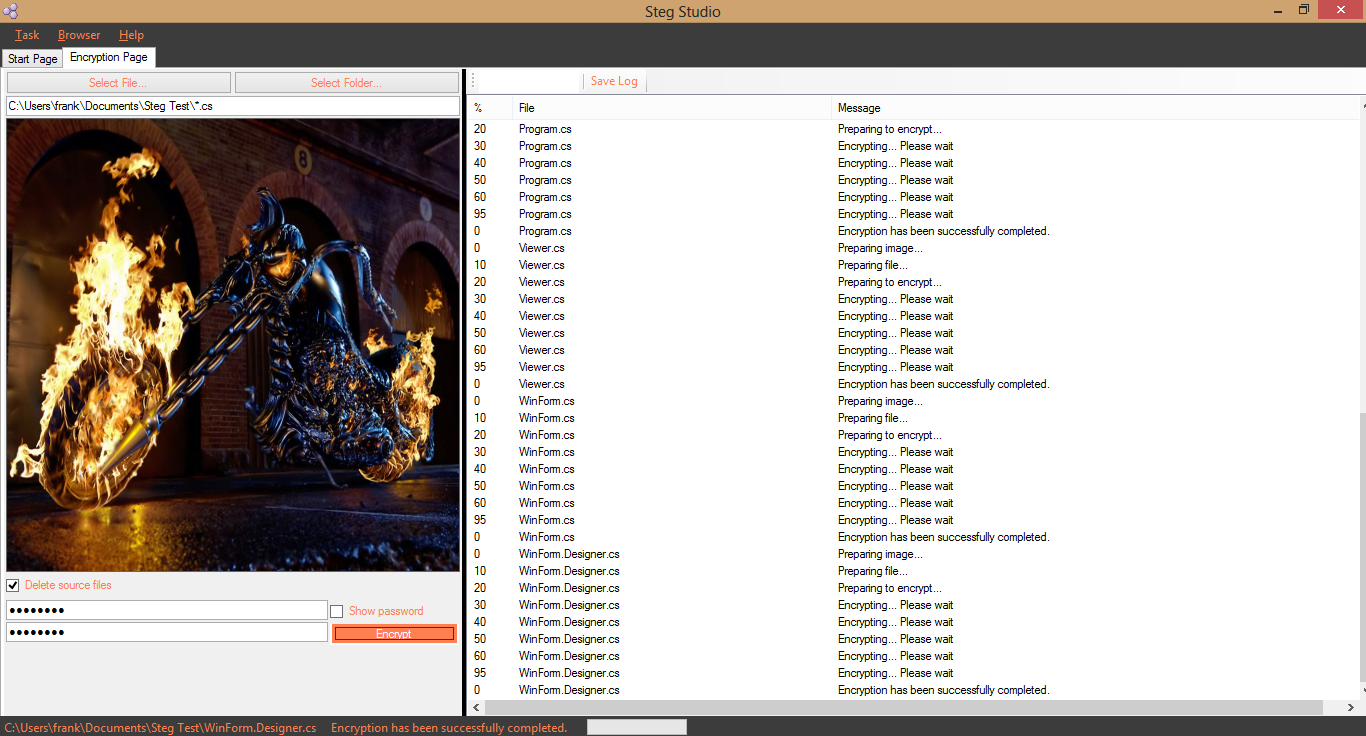 Steg Studio
Task Browser Help
Start Page Encryption Page
Select File... Select Folder...
C:\Users\frank\Documents\Steg Test\*.cs
8
Delete source files
●●●●●●●● Show password
●●●●●●●● Encrypt
Save Log
% File Message
20 Program.cs Preparing to encrypt...
30 Program.cs Encrypting... Please wait
40 Program.cs Encrypting... Please wait
50 Program.cs Encrypting... Please wait
60 Program.cs Encrypting... Please wait
95 Program.cs Encrypting... Please wait
0 Program.cs Encryption has been successfully completed.
0 Viewer.cs Preparing image...
10 Viewer.cs Preparing file...
20 Viewer.cs Preparing to encrypt...
30 Viewer.cs Encrypting... Please wait
40 Viewer.cs Encrypting... Please wait
50 Viewer.cs Encrypting... Please wait
60 Viewer.cs Encrypting... Please wait
95 Viewer.cs Encrypting... Please wait
0 Viewer.cs Encryption has been successfully completed.
0 WinForm.cs Preparing image...
10 WinForm.cs Preparing file...
20 WinForm.cs Preparing to encrypt...
30 WinForm.cs Encrypting... Please wait
40 WinForm.cs Encrypting... Please wait
50 WinForm.cs Encrypting... Please wait
60 WinForm.cs Encrypting... Please wait
95 WinForm.cs Encrypting... Please wait
0 WinForm.cs Encryption has been successfully completed.
0 WinForm.Designer.cs Preparing image...
10 WinForm.Designer.cs Preparing file...
20 WinForm.Designer.cs Preparing to encrypt...
30 WinForm.Designer.cs Encrypting... Please wait
40 WinForm.Designer.cs Encrypting... Please wait
50 WinForm.Designer.cs Encrypting... Please wait
60 WinForm.Designer.cs Encrypting... Please wait
95 WinForm.Designer.cs Encrypting... Please wait
0 WinForm.Designer.cs Encryption has been successfully completed.
C:\Users\frank\Documents\Steg Test\WinForm.Designer.cs Encryption has been successfully completed.